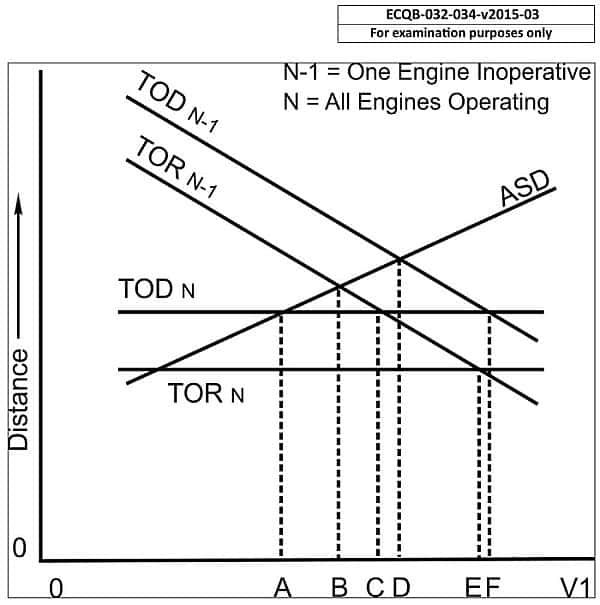 ECQB-032-034-v2015-03
For examination purposes only
N-1 = One Engine Inoperative
N = All Engines Operating
TOD N-1
TOR N-1
ASD
TOD N
TOR N
Distance
0
0 A B C D E F V1